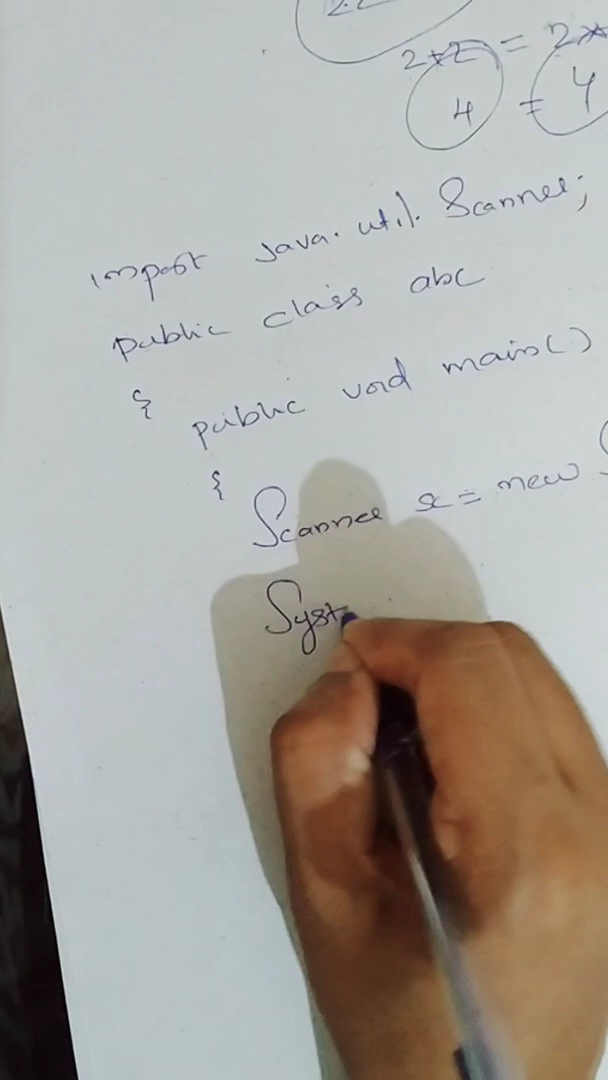 2+2 = 2*
4 = 4
import java.util.Scanner;
public class abc
{
public void main()
{
Scanner x = new S
Syst